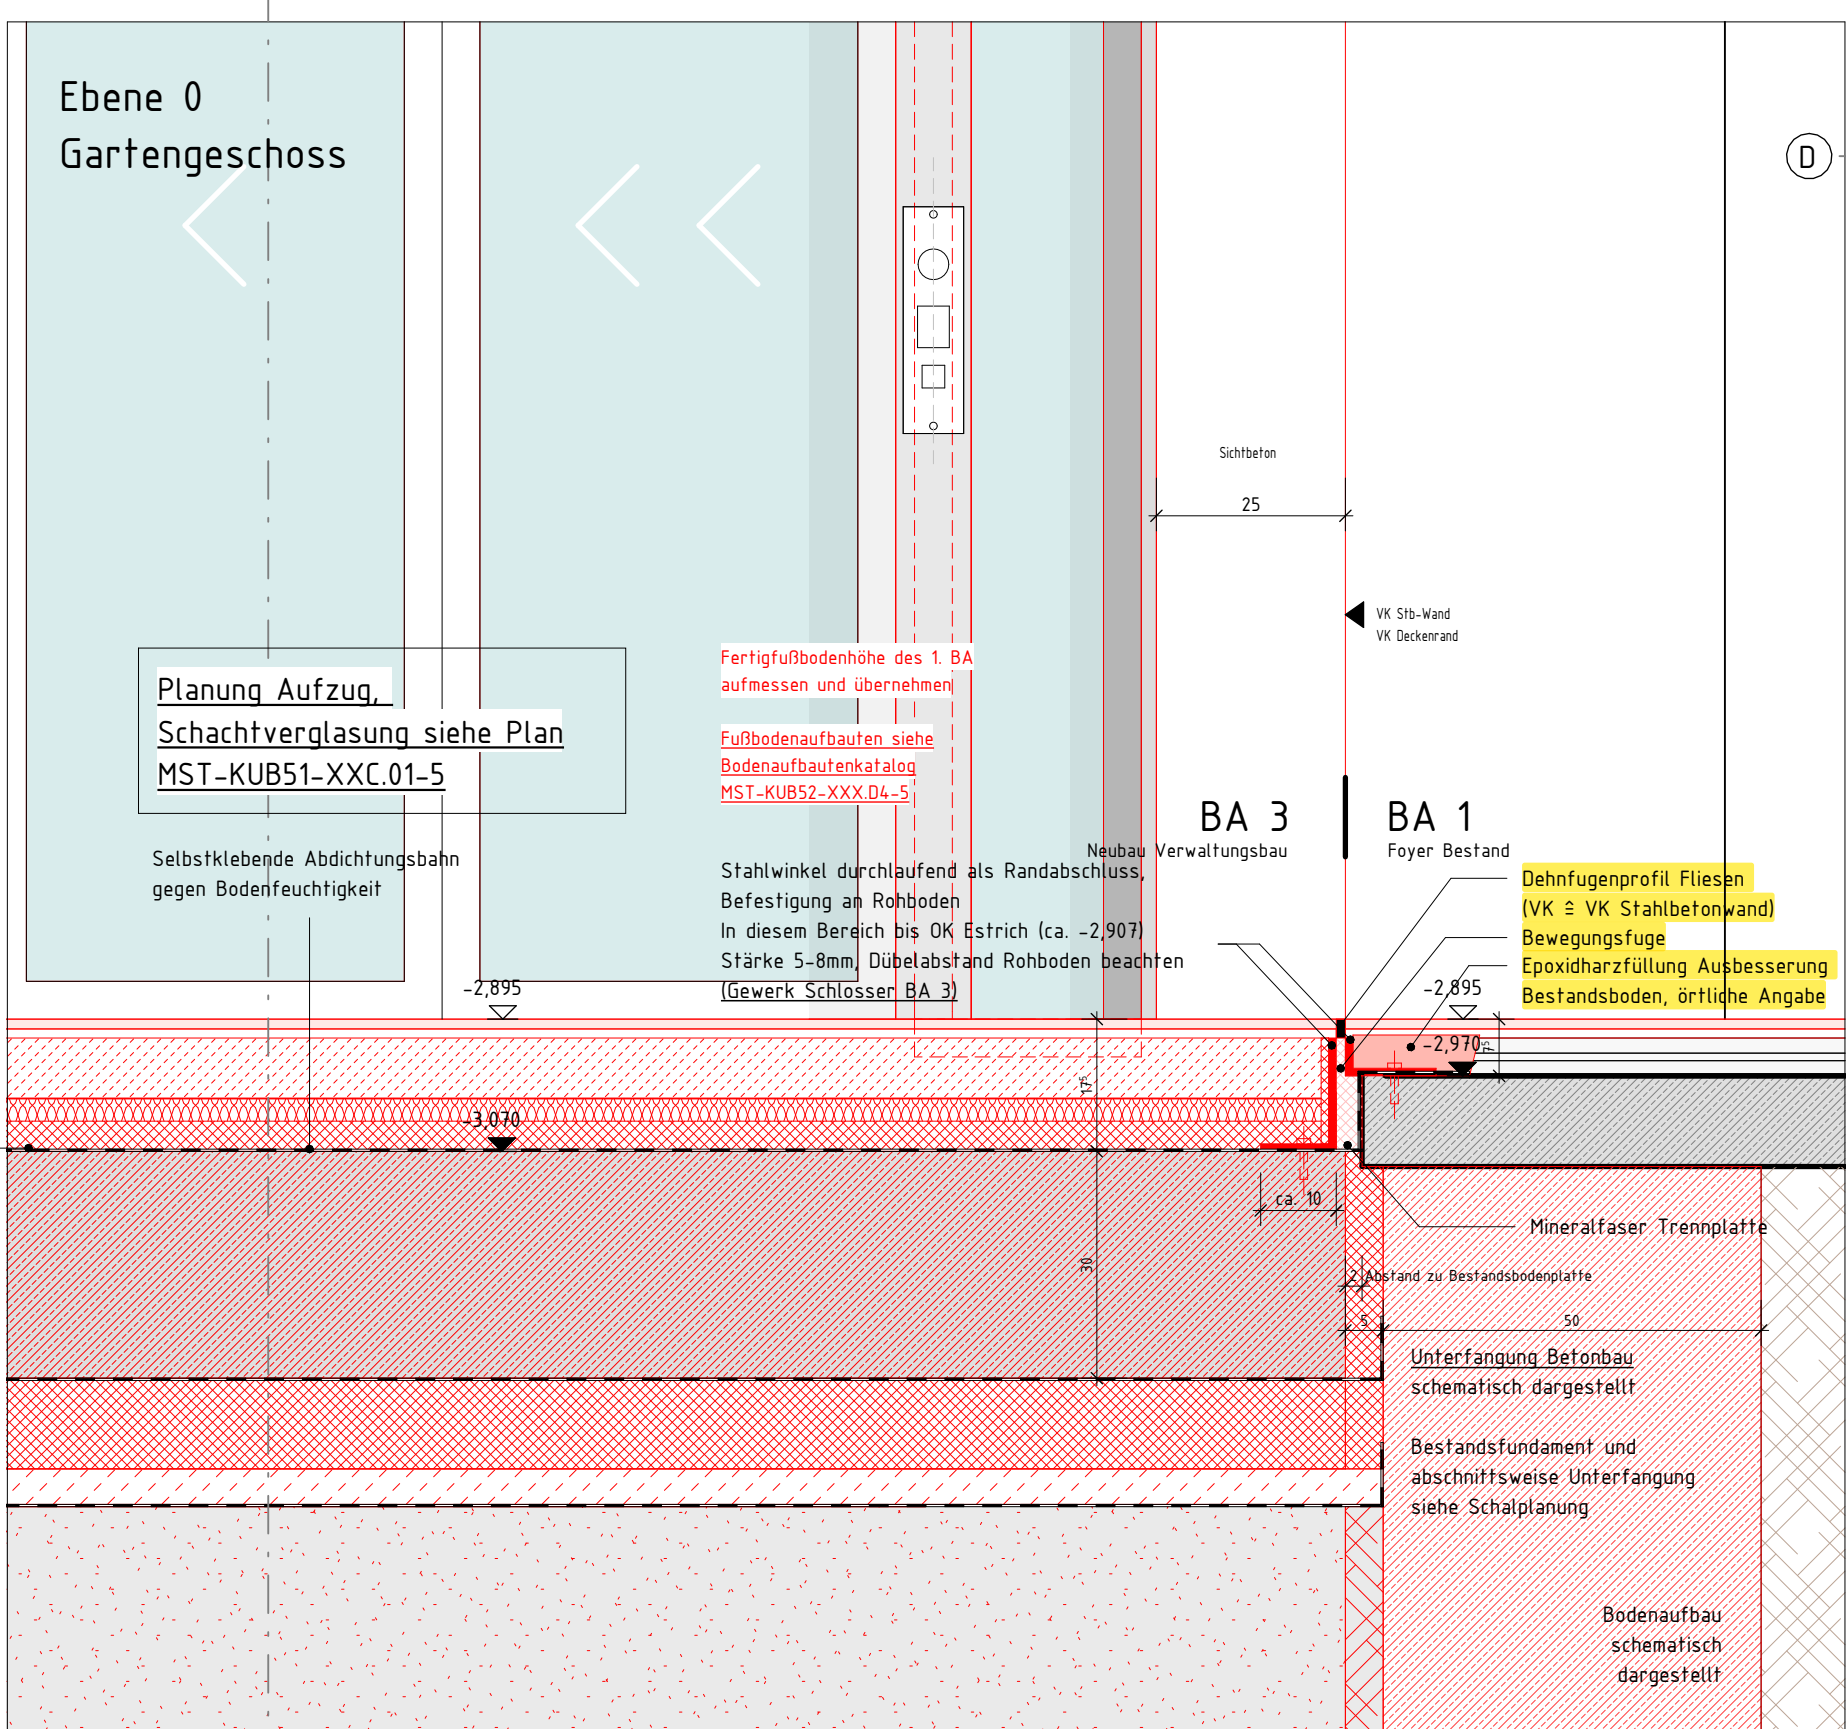 Ebene 0
Gartengeschoss
D
Sichtbeton
25
VK Stb-Wand
VK Deckenrand
Planung Aufzug,
Schachtverglasung siehe Plan
MST-KUB51-XXC.01-5
Fertigfußbodenhöhe des 1. BA
aufmessen und übernehmen
Fußbodenaufbauten siehe
Bodenaufbautenkatalog
MST-KUB52-XXX.D4-5
BA 3
Neubau Verwaltungsbau
BA 1
Foyer Bestand
Selbstklebende Abdichtungsbahn
gegen Bodenfeuchtigkeit
Stahlwinkel durchlaufend als Randabschluss,
Befestigung an Rohboden
In diesem Bereich bis OK Estrich (ca. -2,907)
Stärke 5-8mm, Dübelabstand Rohboden beachten
(Gewerk Schlosser BA 3)
Dehnfugenprofil Fliesen
(VK ≙ VK Stahlbetonwand)
Bewegungsfuge
Epoxidharzfüllung Ausbesserung
Bestandsboden, örtliche Angabe
-2,895
-2,895
-2,970
7⁵
17⁵
-3,070
ca. 10
Mineralfaser Trennplatte
30
2 Abstand zu Bestandsbodenplatte
5
50
Unterfangung Betonbau
schematisch dargestellt
Bestandsfundament und
abschnittsweise Unterfangung
siehe Schalplanung
Bodenaufbau
schematisch
dargestellt